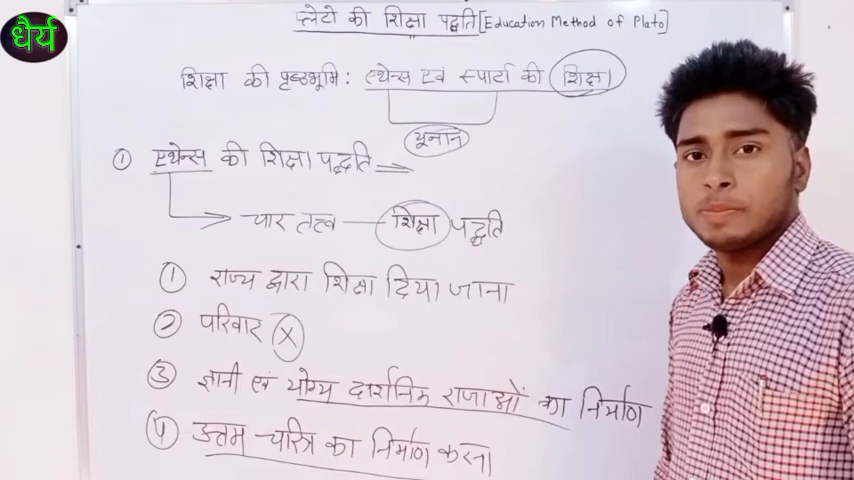 धैर्य
प्लेटो की शिक्षा पद्धति [Education Method of Plato]
शिक्षा की पृष्ठभूमि: एथेन्स एवं स्पार्टा की शिक्षा
यूनान
① एथेन्स की शिक्षा पद्धति
चार तत्त्व — शिक्षा पद्धति
① राज्य द्वारा शिक्षा दिया जाना
② परिवार X
③ ज्ञानी एवं योग्य दार्शनिक राजाओं का निर्माण
④ उत्तम चरित्र का निर्माण करना